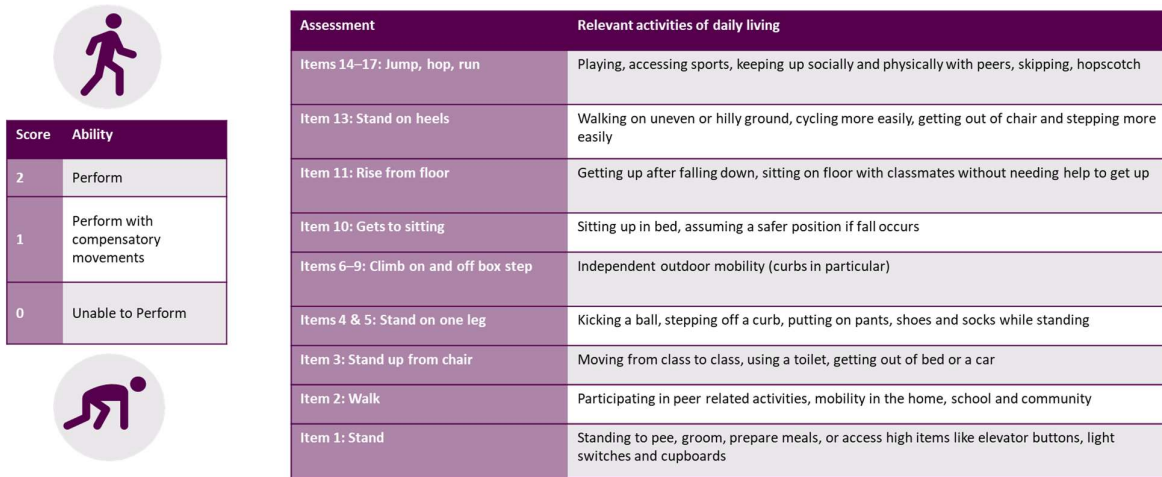 Score Ability
2 Perform
1 Perform with
compensatory
movements
0 Unable to Perform
Assessment Relevant activities of daily living
Items 14–17: Jump, hop, run Playing, accessing sports, keeping up socially and physically with peers, skipping, hopscotch
Item 13: Stand on heels Walking on uneven or hilly ground, cycling more easily, getting out of chair and stepping more
easily
Item 11: Rise from floor Getting up after falling down, sitting on floor with classmates without needing help to get up
Item 10: Gets to sitting Sitting up in bed, assuming a safer position if fall occurs
Items 6–9: Climb on and off box step Independent outdoor mobility (curbs in particular)
Items 4 & 5: Stand on one leg Kicking a ball, stepping off a curb, putting on pants, shoes and socks while standing
Item 3: Stand up from chair Moving from class to class, using a toilet, getting out of bed or a car
Item 2: Walk Participating in peer related activities, mobility in the home, school and community
Item 1: Stand Standing to pee, groom, prepare meals, or access high items like elevator buttons, light
switches and cupboards